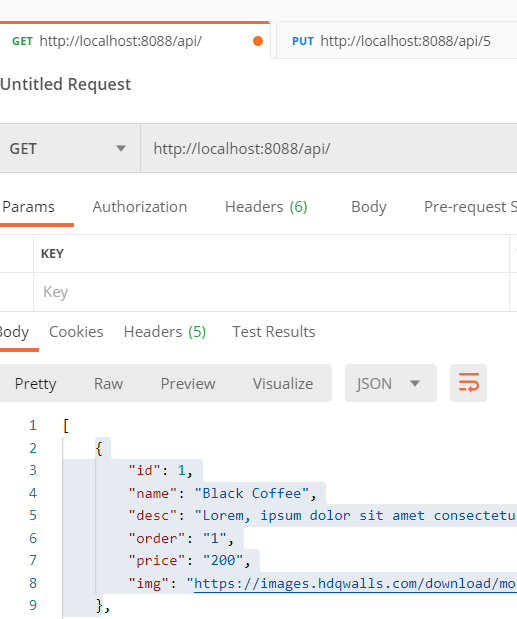 GET http://localhost:8088/api/ PUT http://localhost:8088/api/5
Untitled Request
GET http://localhost:8088/api/
Params Authorization Headers (6) Body Pre-request S
KEY
Key
Body Cookies Headers (5) Test Results
Pretty Raw Preview Visualize JSON
1 [
2 {
3 "id": 1,
4 "name": "Black Coffee",
5 "desc": "Lorem, ipsum dolor sit amet consectetu
6 "order": "1",
7 "price": "200",
8 "img": "https://images.hdqwalls.com/download/mo
9 },